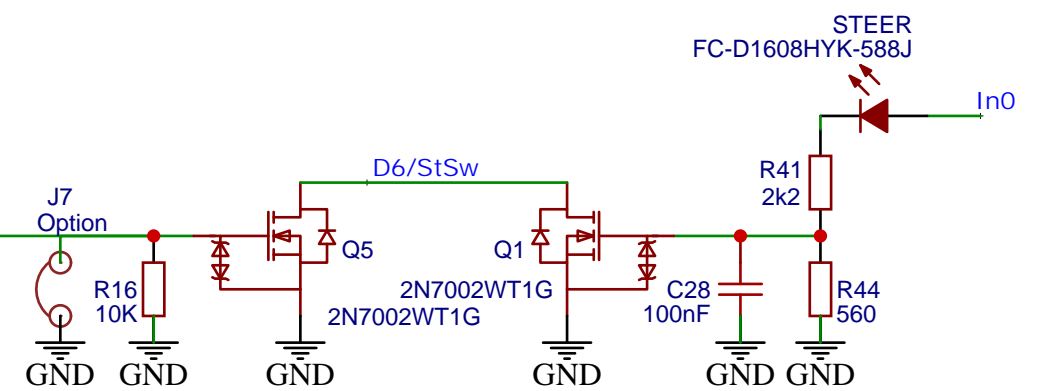 STEER
FC-D1608HYK-588J
In0
D6/StSw
R41
2k2
J7
Option
Q5
Q1
R16
10K
2N7002WT1G
2N7002WT1G
C28
100nF
R44
560
GND
GND
GND
GND
GND
GND